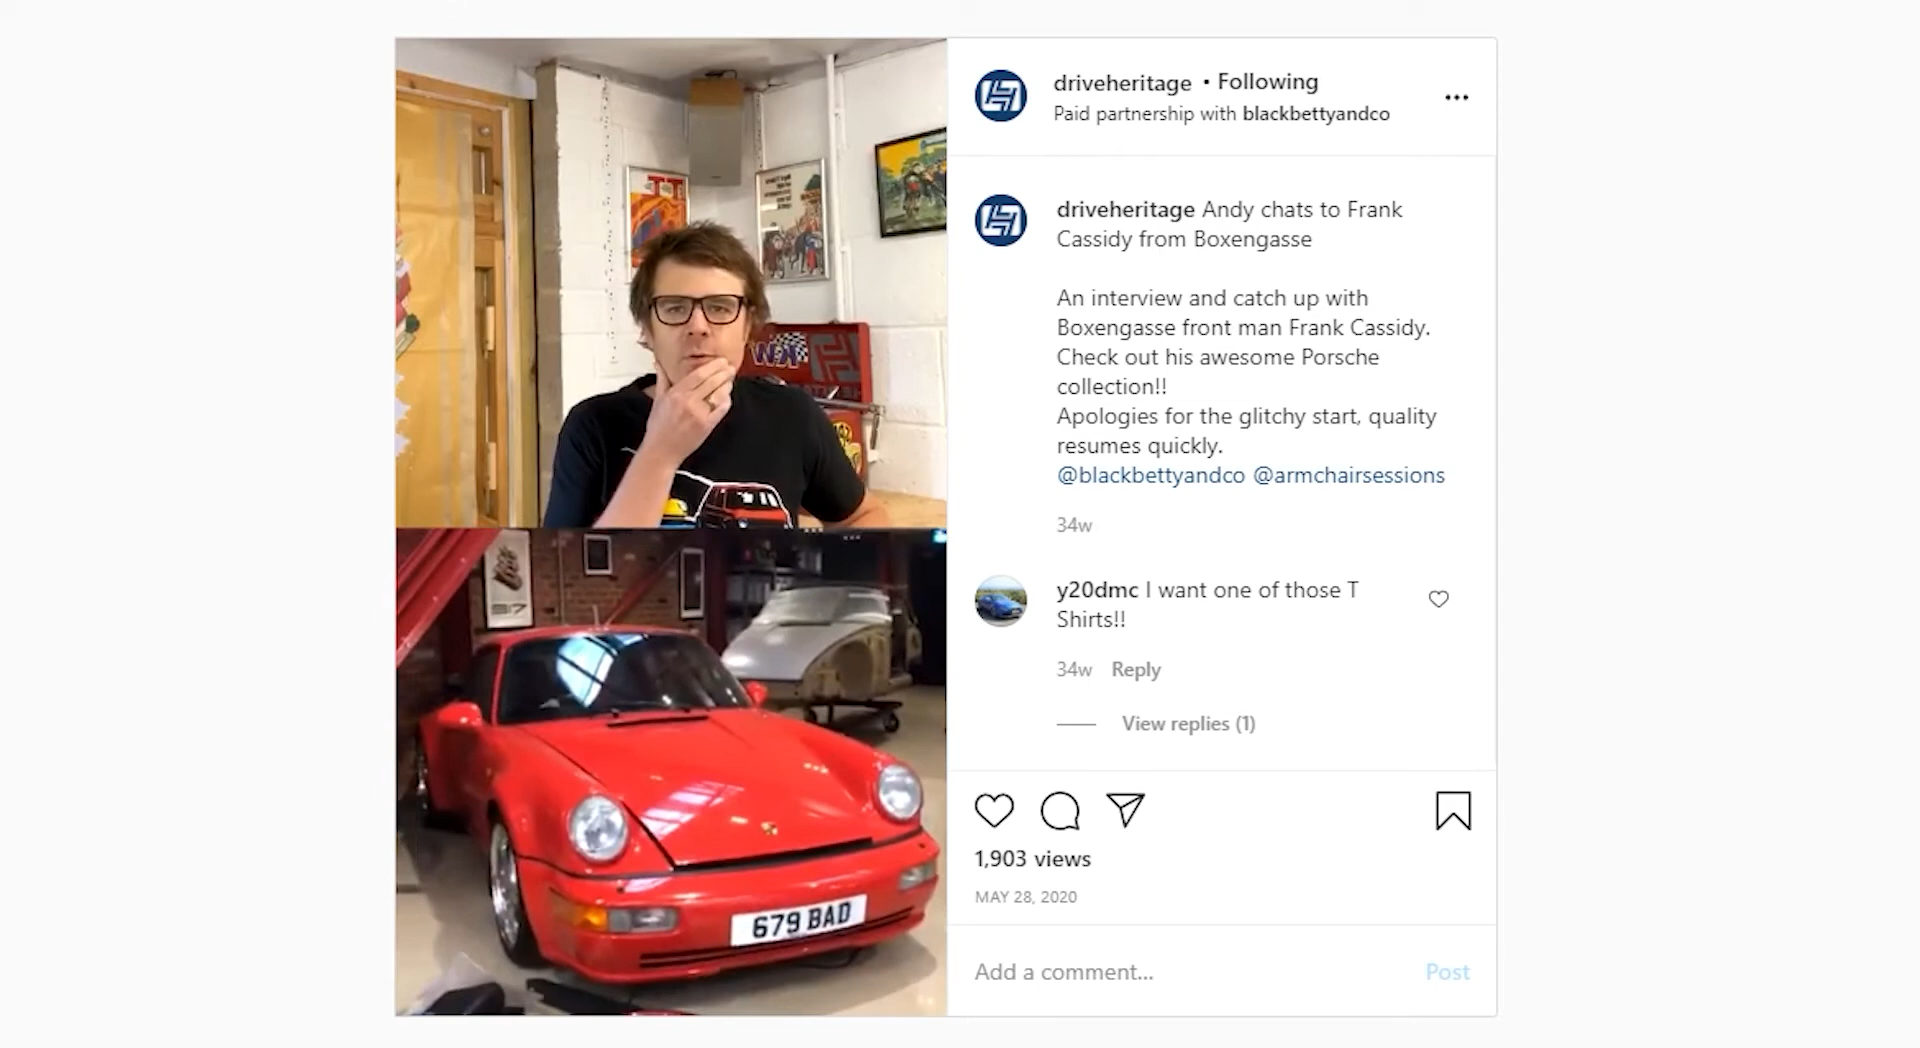 driveheritage • Following
Paid partnership with blackbettyandco
driveheritage Andy chats to Frank
Cassidy from Boxengasse
An interview and catch up with
Boxengasse front man Frank Cassidy.
Check out his awesome Porsche
collection!!
Apologies for the glitchy start, quality
resumes quickly.
@blackbettyandco @armchairsessions
34w
y20dmc I want one of those T
Shirts!!
34w Reply
View replies (1)
1,903 views
MAY 28, 2020
Add a comment... Post
TT
679 BAD